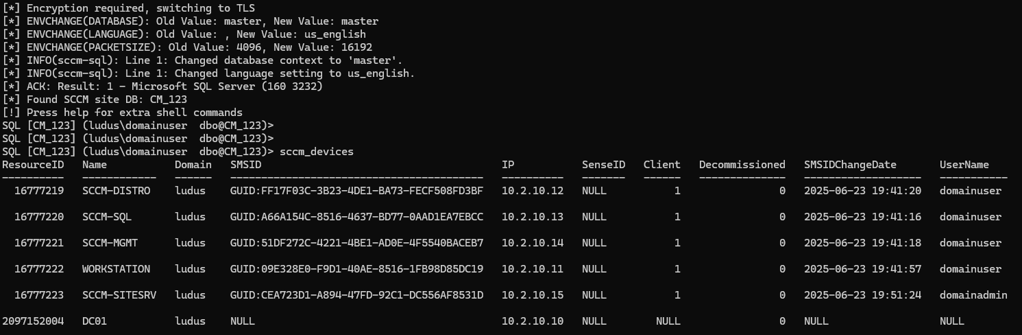 [*] Encryption required, switching to TLS
[*] ENVCHANGE(DATABASE): Old Value: master, New Value: master
[*] ENVCHANGE(LANGUAGE): Old Value: , New Value: us_english
[*] ENVCHANGE(PACKETSIZE): Old Value: 4096, New Value: 16192
[*] INFO(sccm-sql): Line 1: Changed database context to 'master'.
[*] INFO(sccm-sql): Line 1: Changed language setting to us_english.
[*] ACK: Result: 1 - Microsoft SQL Server (160 3232)
[*] Found SCCM site DB: CM_123
[!] Press help for extra shell commands
SQL [CM_123] (ludus\domainuser  dbo@CM_123)>
SQL [CM_123] (ludus\domainuser  dbo@CM_123)>
SQL [CM_123] (ludus\domainuser  dbo@CM_123)> sccm_devices
ResourceID   Name           Domain   SMSID                                       IP           SenseID   Client   Decommissioned   SMSIDChangeDate       UserName
----------   ------------   ------   -----------------------------------------   ----------   -------   ------   --------------   -------------------   -----------
  16777219   SCCM-DISTRO    ludus    GUID:FF17F03C-3B23-4DE1-BA73-FECF508FD3BF   10.2.10.12   NULL           1                0   2025-06-23 19:41:20   domainuser
  16777220   SCCM-SQL       ludus    GUID:A66A154C-8516-4637-BD77-0AAD1EA7EBCC   10.2.10.13   NULL           1                0   2025-06-23 19:41:16   domainuser
  16777221   SCCM-MGMT      ludus    GUID:51DF272C-4221-4BE1-AD0E-4F5540BACEB7   10.2.10.14   NULL           1                0   2025-06-23 19:41:18   domainuser
  16777222   WORKSTATION    ludus    GUID:09E328E0-F9D1-40AE-8516-1FB98D85DC19   10.2.10.11   NULL           1                0   2025-06-23 19:41:57   domainuser
  16777223   SCCM-SITESRV   ludus    GUID:CEA723D1-A894-47FD-92C1-DC556AF8531D   10.2.10.15   NULL           1                0   2025-06-23 19:51:24   domainadmin
2097152004   DC01           ludus    NULL                                        10.2.10.10   NULL        NULL                0   NULL                  NULL